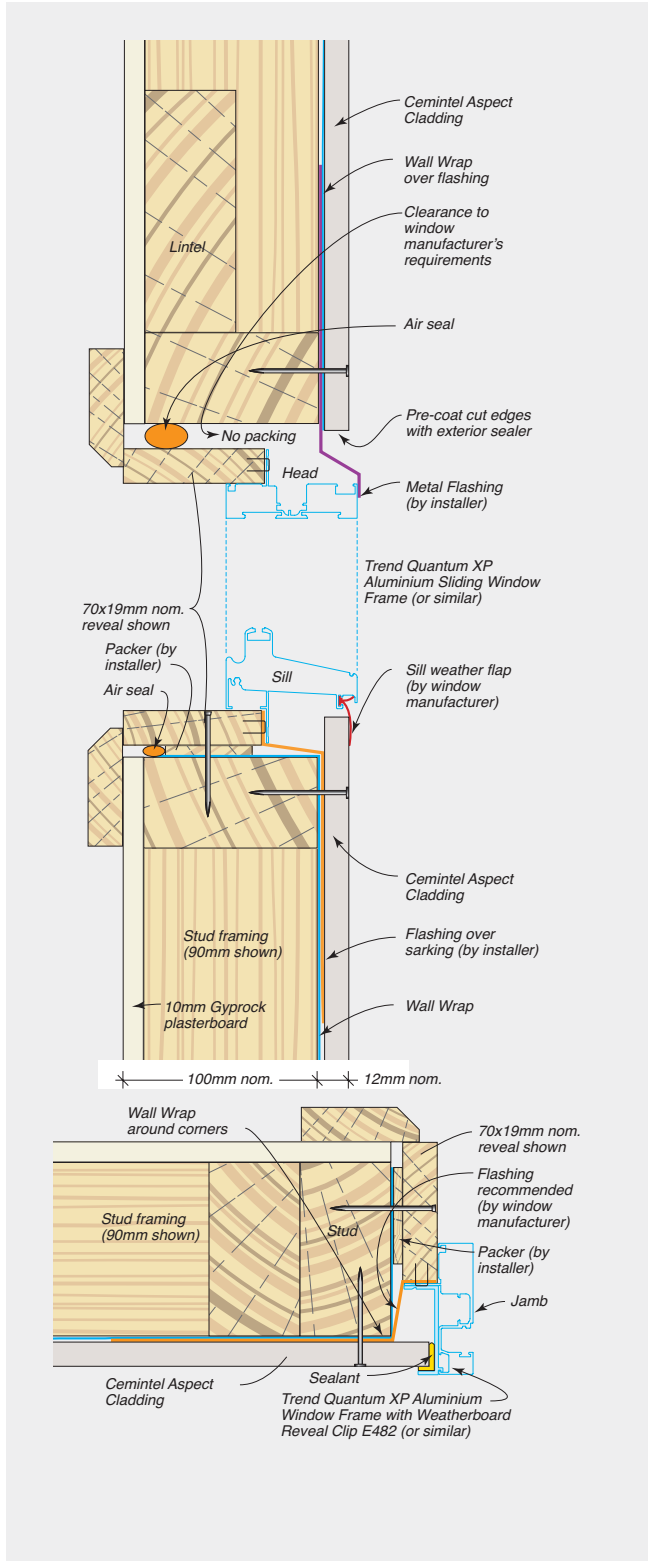 Cemintel Aspect
Cladding
Wall Wrap
over flashing
Clearance to
window
manufacturer's
requirements
Lintel
Air seal
No packing
Pre-coat cut edges
with exterior sealer
Head
Metal Flashing
(by installer)
Trend Quantum XP
Aluminium Sliding Window
Frame (or similar)
70x19mm nom.
reveal shown
Packer (by
installer)
Air seal
Sill
Sill weather flap
(by window
manufacturer)
Cemintel Aspect
Cladding
Stud framing
(90mm shown)
Flashing over
sarking (by installer)
10mm Gyprock
plasterboard
Wall Wrap
100mm nom.
12mm nom.
Wall Wrap
around corners
70x19mm nom.
reveal shown
Flashing
recommended
(by window
manufacturer)
Stud framing
(90mm shown)
Stud
Packer (by
installer)
Jamb
Sealant
Cemintel Aspect
Cladding
Trend Quantum XP Aluminium
Window Frame with Weatherboard
Reveal Clip E482 (or similar)